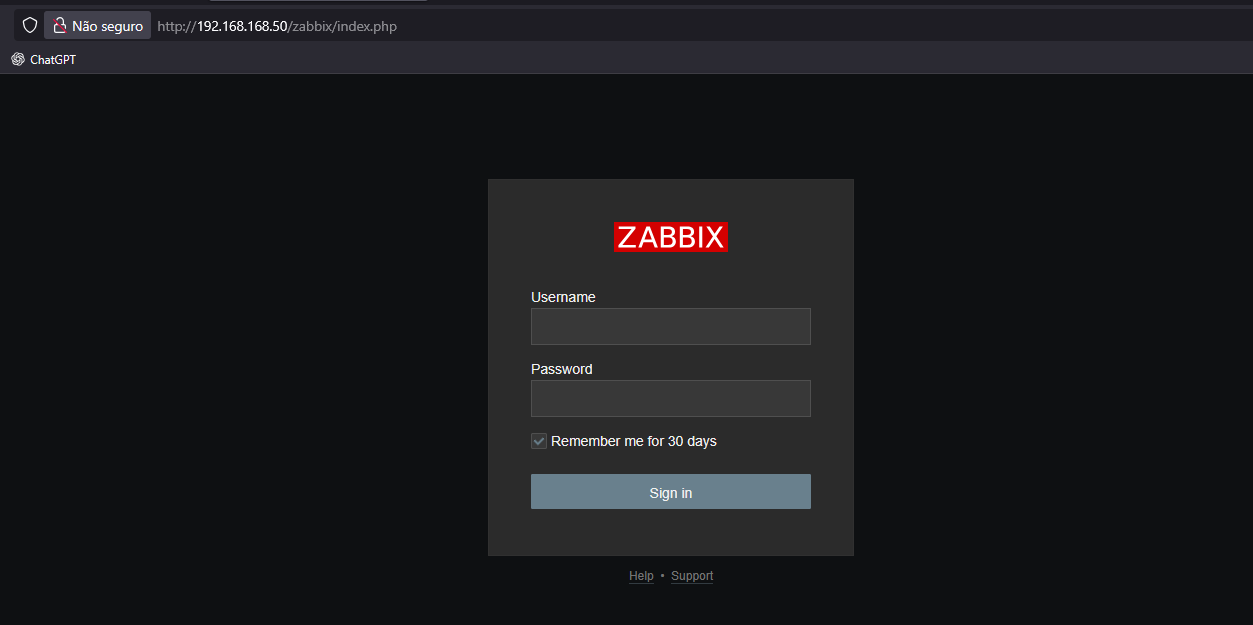 Não seguro http://192.168.168.50/zabbix/index.php
ChatGPT
ZABBIX
Username
Password
Remember me for 30 days
Sign in
Help • Support